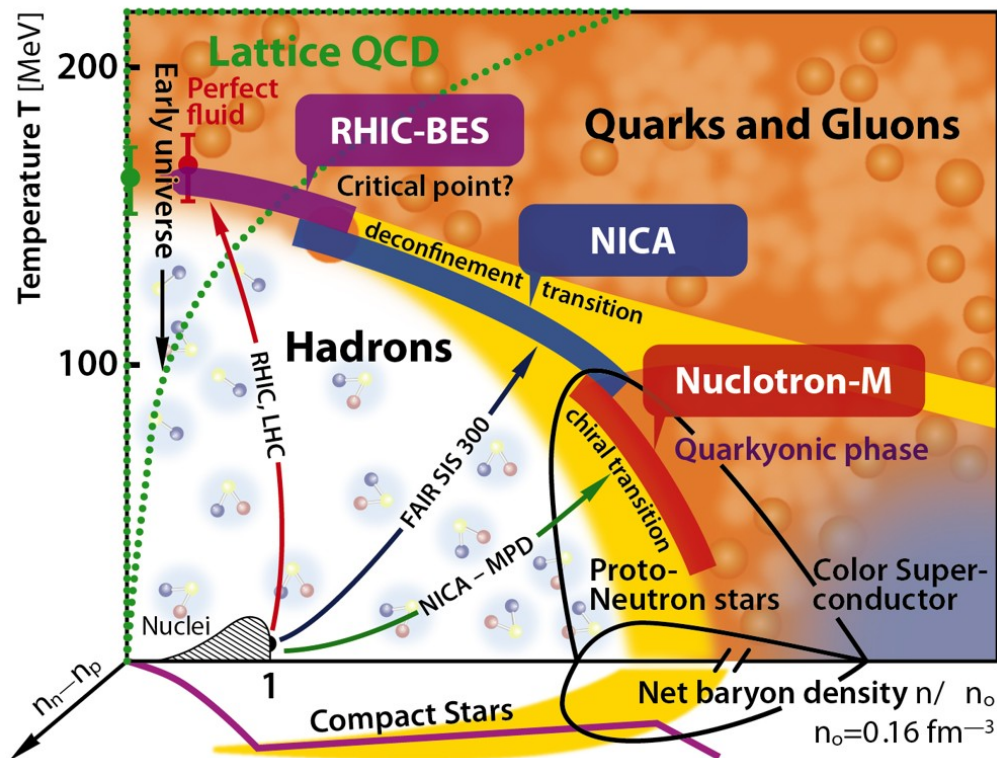 Temperature T [MeV]
200
100
Lattice QCD
Early universe
Perfect
fluid
RHIC-BES
Critical point?
Quarks and Gluons
NICA
deconfinement transition
Hadrons
Nuclotron-M
Quarkyonic phase
chiral transition
RHIC, LHC
FAIR SIS 300
NICA – MPD
Proto-
Neutron stars
Color Super-
conductor
Nuclei
1
nₙ—nₚ
Compact Stars
Net baryon density n/ nₒ
nₒ=0.16 fm⁻³